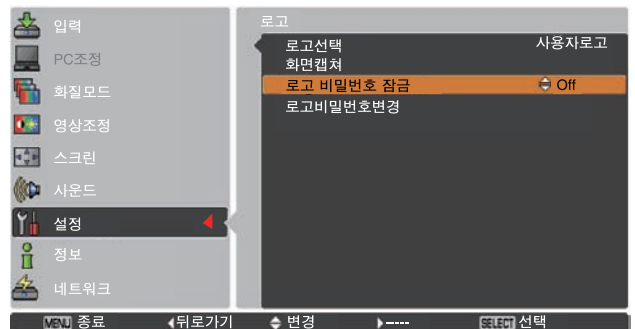 입력
PC조정
화질모드
영상조정
스크린
사운드
설정
정보
네트워크
로고
로고선택 사용자로고
화면캡쳐
로고 비밀번호 잠금 Off
로고비밀번호변경
MENU 종료 뒤로가기 변경 ----- SELECT 선택